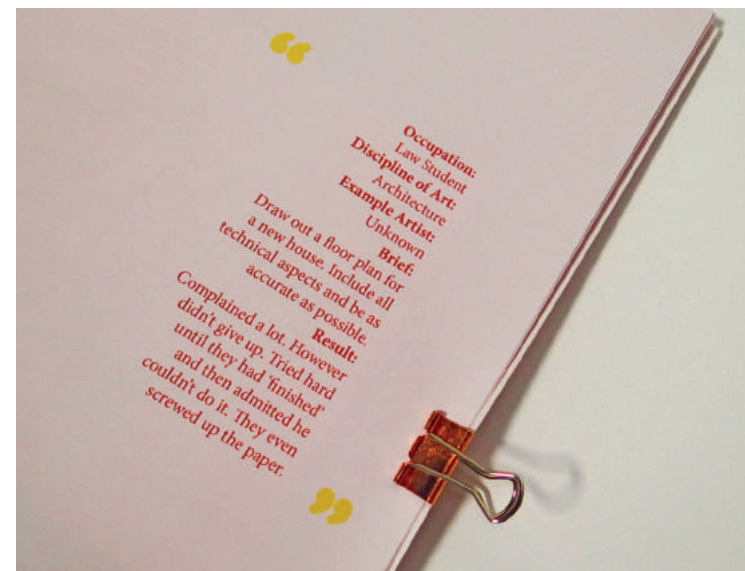 “
Occupation:
Law Student
Discipline of Art:
Architecture
Example Artist:
Unknown
Brief:
Draw out a floor plan for
a new house. Include all
technical aspects and be as
accurate as possible.
Result:
Complained a lot. However
didn't give up. Tried hard
until they had ‘finished’
and then admitted he
couldn't do it. They even
screwed up the paper.
”